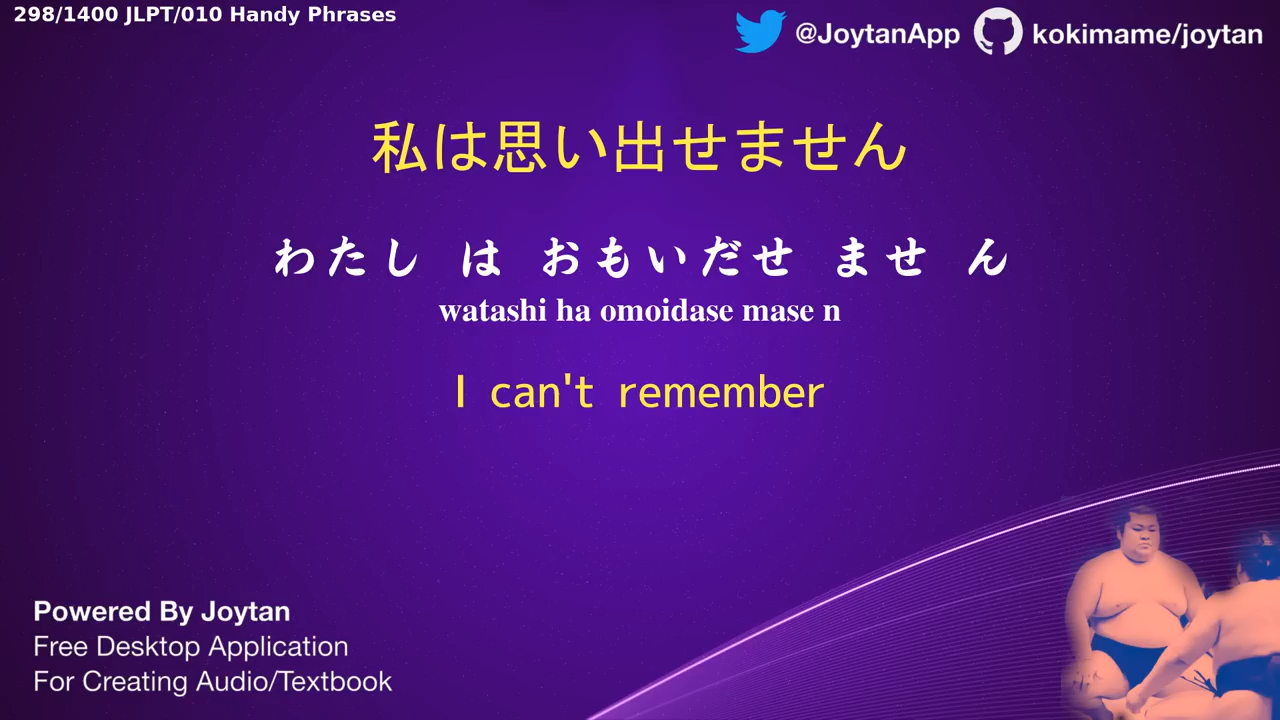 298/1400 JLPT/010 Handy Phrases
@JoytanApp kokimame/joytan
私は思い出せません
わたし は おもいだせ ませ ん
watashi ha omoidase mase n
I can't remember
Powered By Joytan
Free Desktop Application
For Creating Audio/Textbook